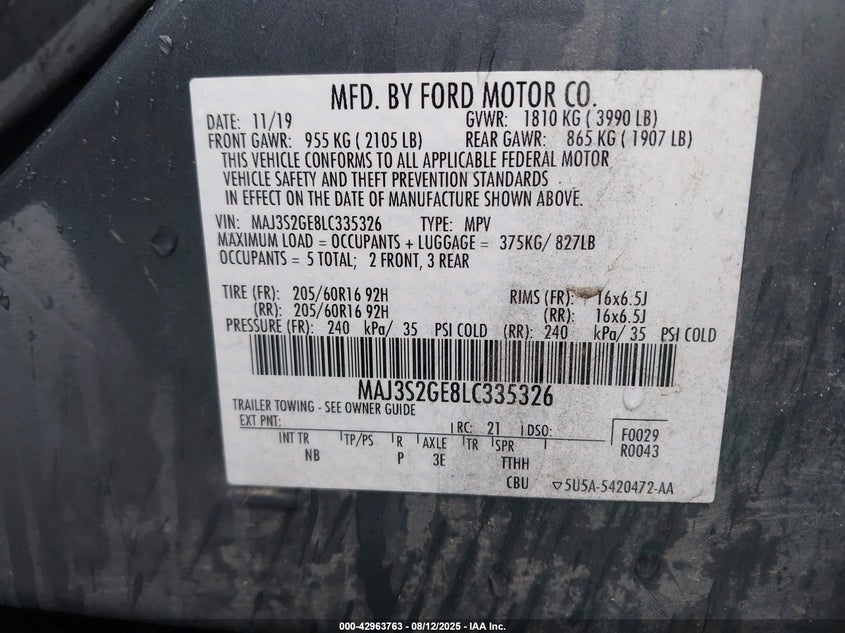 MFD. BY FORD MOTOR CO.
DATE: 11/19 GVWR: 1810 KG ( 3990 LB)
FRONT GAWR: 955 KG ( 2105 LB) REAR GAWR: 865 KG ( 1907 LB)
THIS VEHICLE CONFORMS TO ALL APPLICABLE FEDERAL MOTOR
VEHICLE SAFETY AND THEFT PREVENTION STANDARDS
IN EFFECT ON THE DATE OF MANUFACTURE SHOWN ABOVE.
VIN: MAJ3S2GE8LC335326 TYPE: MPV
MAXIMUM LOAD = OCCUPANTS + LUGGAGE = 375KG/ 827LB
OCCUPANTS = 5 TOTAL; 2 FRONT, 3 REAR
TIRE (FR): 205/60R16 92H RIMS (FR): 16x6.5J
(RR): 205/60R16 92H (RR): 16x6.5J
PRESSURE (FR): 240 kPa/ 35 PSI COLD (RR): 240 kPa/ 35 PSI COLD
MAJ3S2GE8LC335326
TRAILER TOWING - SEE OWNER GUIDE
EXT PNT: RC: 21 DSO: F0029
R0043
INT TR TP/PS R AXLE TR SPR
NB P 3E TTHH
CBU ▽5U5A-5420472-AA
000-42963763 - 08/12/2025 - IAA Inc.